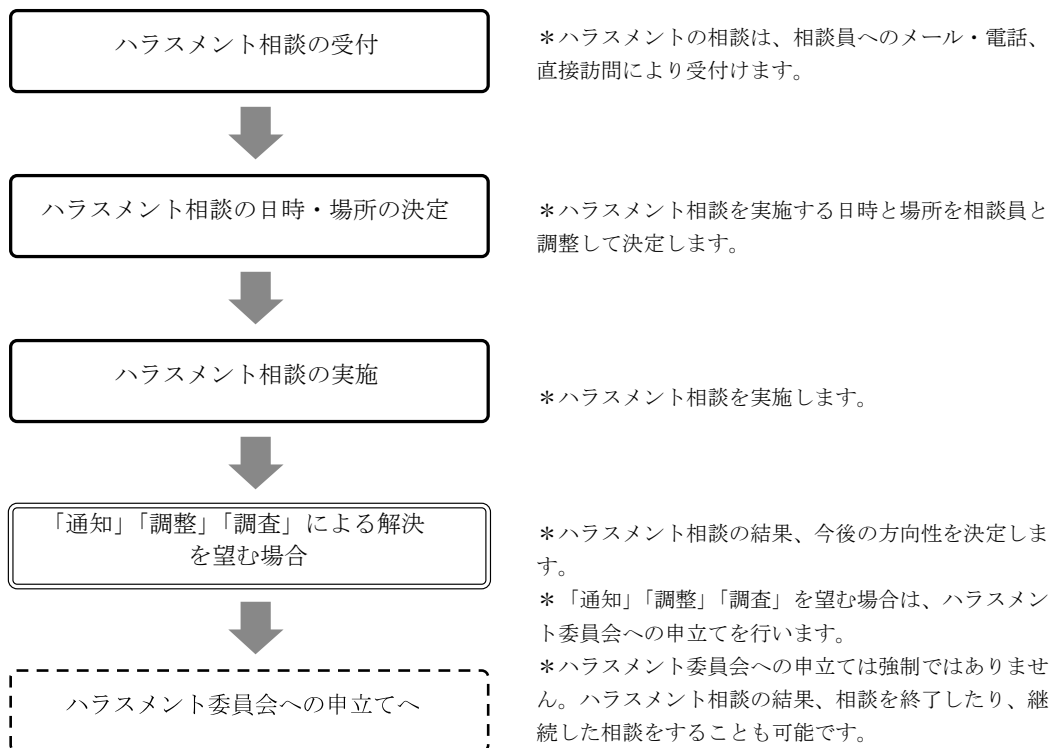 ハラスメント相談の受付
＊ハラスメントの相談は、相談員へのメール・電話、
直接訪問により受付けます。
ハラスメント相談の日時・場所の決定
＊ハラスメント相談を実施する日時と場所を相談員と
調整して決定します。
ハラスメント相談の実施
＊ハラスメント相談を実施します。
「通知」「調整」「調査」による解決
を望む場合
＊ハラスメント相談の結果、今後の方向性を決定しま
す。
＊「通知」「調整」「調査」を望む場合は、ハラスメン
ト委員会への申立てを行います。
＊ハラスメント委員会への申立ては強制ではありませ
ん。ハラスメント相談の結果、相談を終了したり、継
続した相談をすることも可能です。
ハラスメント委員会への申立てへ